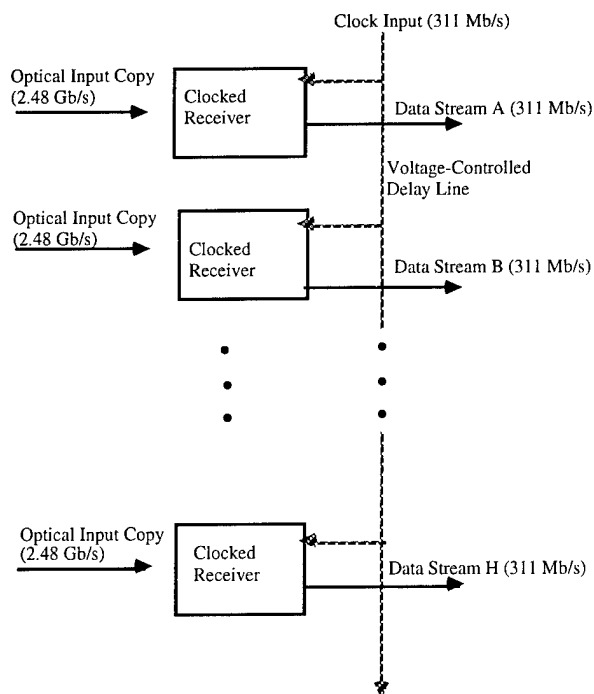 Clock Input (311 Mb/s)
Optical Input Copy
(2.48 Gb/s)
Clocked
Receiver
Data Stream A (311 Mb/s)
Voltage-Controlled
Delay Line
Optical Input Copy
(2.48 Gb/s)
Clocked
Receiver
Data Stream B (311 Mb/s)
Optical Input Copy
(2.48 Gb/s)
Clocked
Receiver
Data Stream H (311 Mb/s)